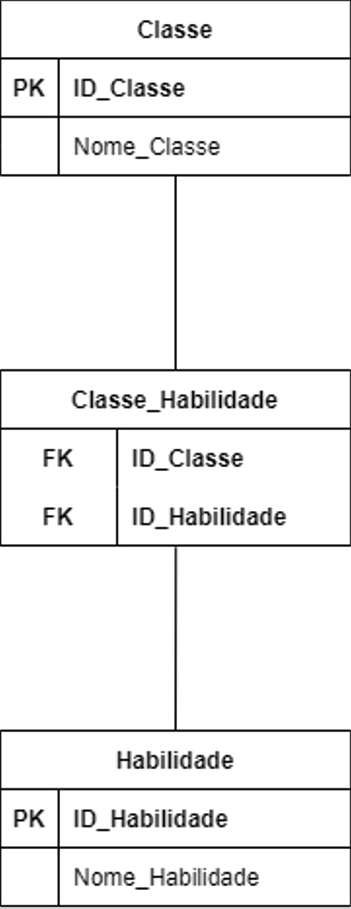 Classe
PK ID_Classe
Nome_Classe
Classe_Habilidade
FK ID_Classe
FK ID_Habilidade
Habilidade
PK ID_Habilidade
Nome_Habilidade